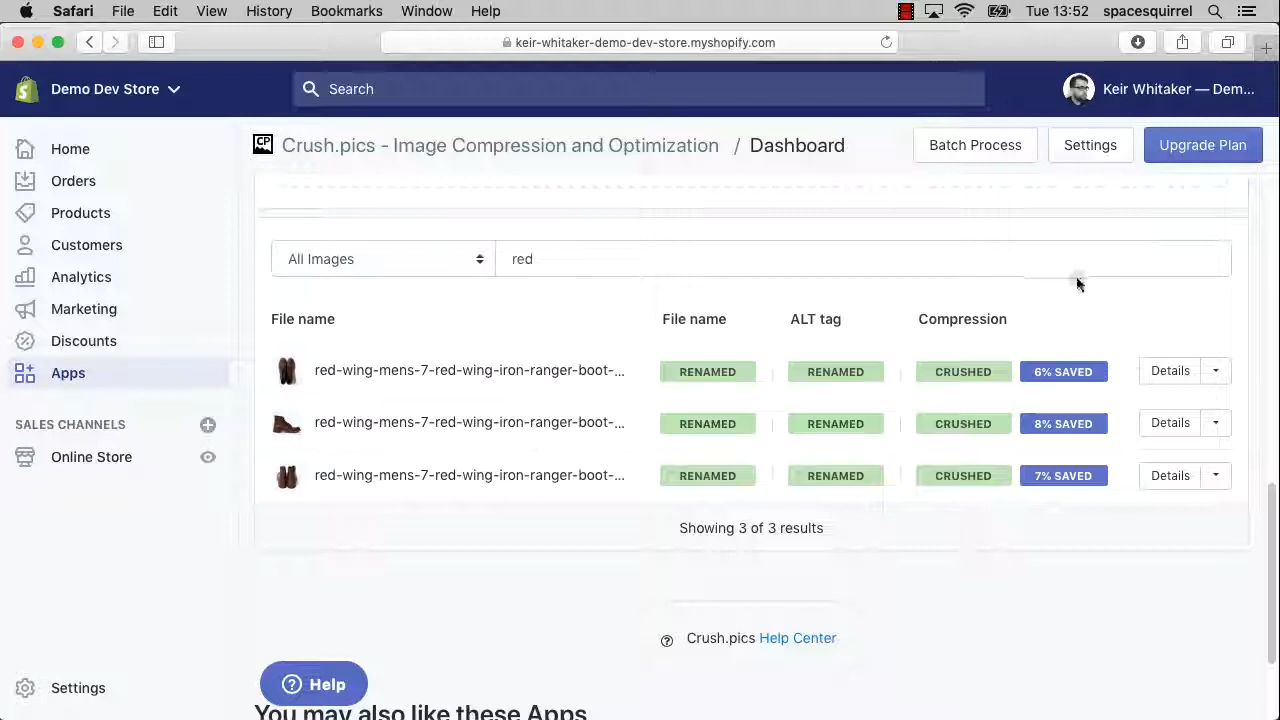 Safari File Edit View History Bookmarks Window Help Tue 13:52 spacesquirrel
keir-whitaker-demo-dev-store.myshopify.com
Demo Dev Store Search Keir Whitaker — Dem...
CP Crush.pics - Image Compression and Optimization / Dashboard Batch Process Settings Upgrade Plan
Home
Orders
Products
Customers
Analytics
Marketing
Discounts
Apps
SALES CHANNELS
Online Store
Settings
All Images red
File name File name ALT tag Compression
red-wing-mens-7-red-wing-iron-ranger-boot-... RENAMED RENAMED CRUSHED 6% SAVED Details
red-wing-mens-7-red-wing-iron-ranger-boot-... RENAMED RENAMED CRUSHED 8% SAVED Details
red-wing-mens-7-red-wing-iron-ranger-boot-... RENAMED RENAMED CRUSHED 7% SAVED Details
Showing 3 of 3 results
Crush.pics Help Center
Help
You may also like these Apps